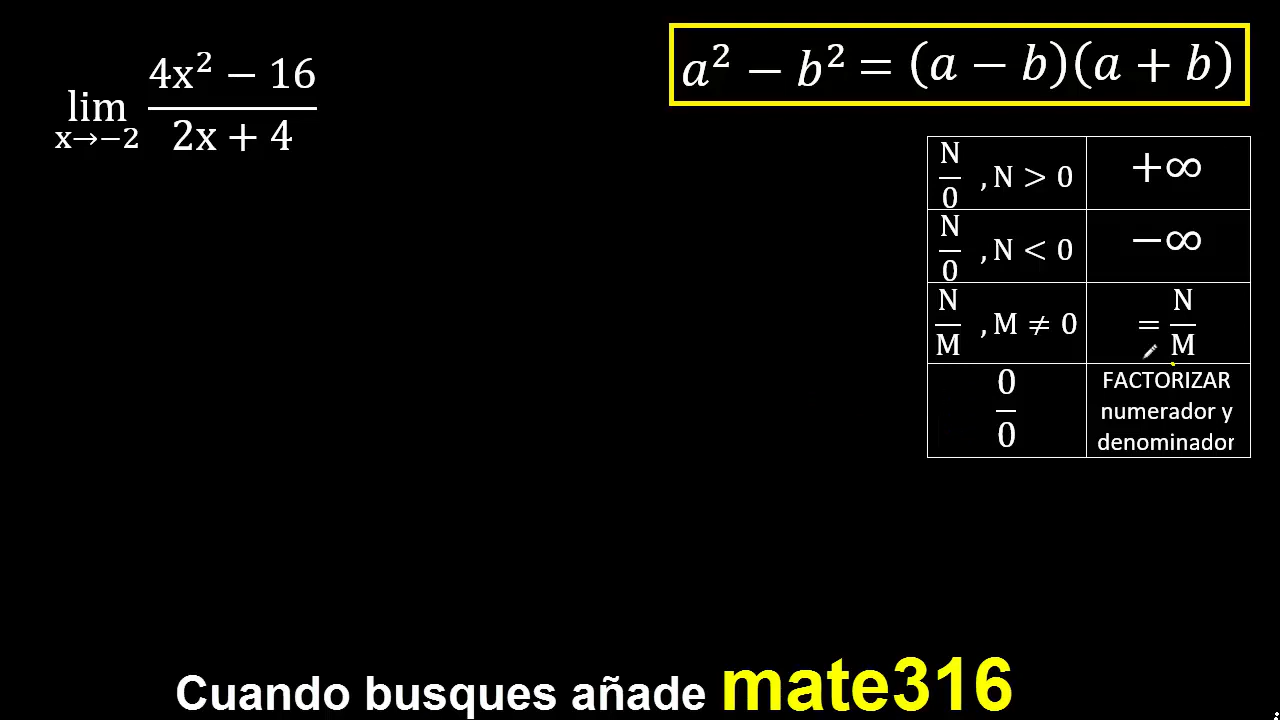 lim x→−2 4x² − 16 / 2x + 4
a² − b² = (a − b)(a + b)
N/0 , N > 0 +∞
N/0 , N < 0 −∞
N/M , M ≠ 0 = N/M
0/0 FACTORIZAR
numerador y
denominador
Cuando busques añade mate316